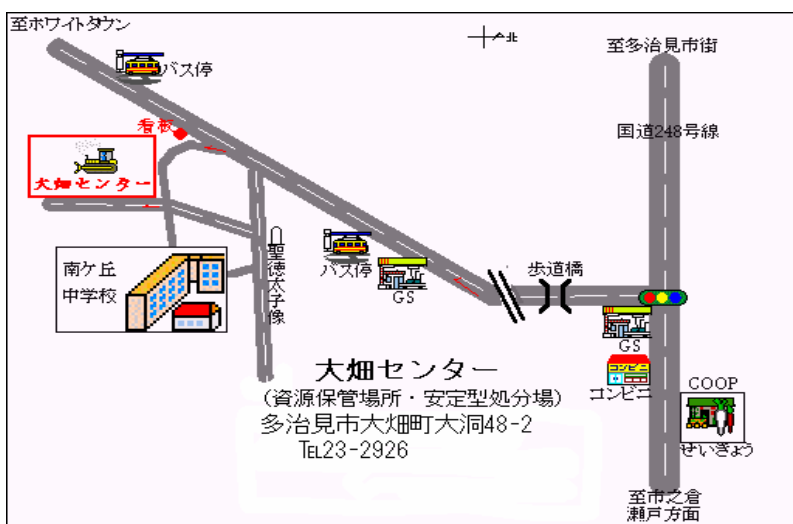 至ホワイトタウン
北
至多治見市街
バス停
看板
国道248号線
大畑センター
南ケ丘
中学校
聖徳太子像
バス停
GS
歩道橋
GS
コンビニ
コンビニ
COOP
せいきょう
大畑センター
(資源保管場所・安定型処分場)
多治見市大畑町大洞48-2
℡23-2926
至市之倉
瀬戸方面